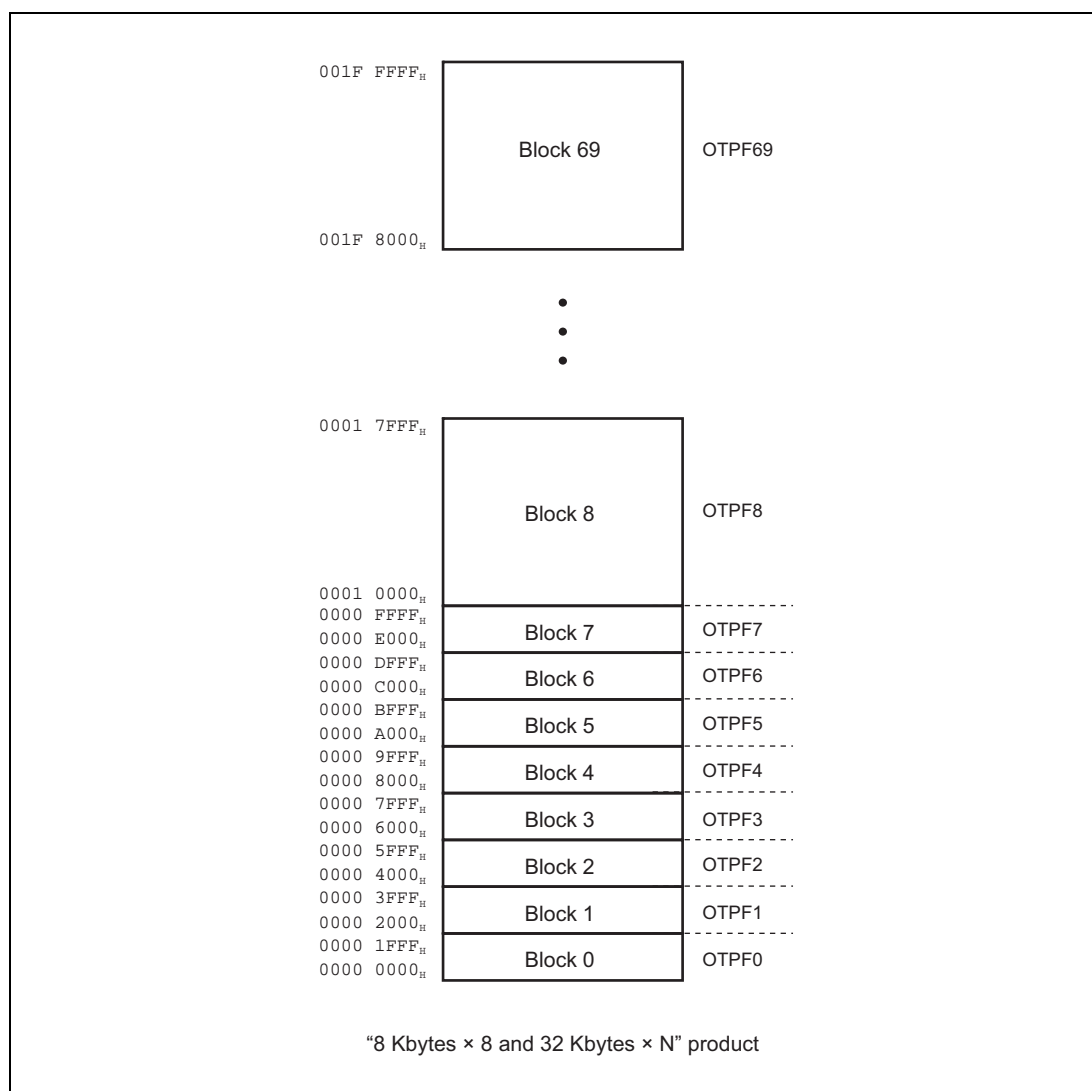 001F FFFFH
Block 69 OTPF69
001F 8000H
0001 7FFFH
Block 8 OTPF8
0001 0000H
0000 FFFFH
Block 7 OTPF7
0000 E000H
0000 DFFFH
Block 6 OTPF6
0000 C000H
0000 BFFFH
Block 5 OTPF5
0000 A000H
0000 9FFFH
Block 4 OTPF4
0000 8000H
0000 7FFFH
Block 3 OTPF3
0000 6000H
0000 5FFFH
Block 2 OTPF2
0000 4000H
0000 3FFFH
Block 1 OTPF1
0000 2000H
0000 1FFFH
Block 0 OTPF0
0000 0000H
“8 Kbytes × 8 and 32 Kbytes × N” product